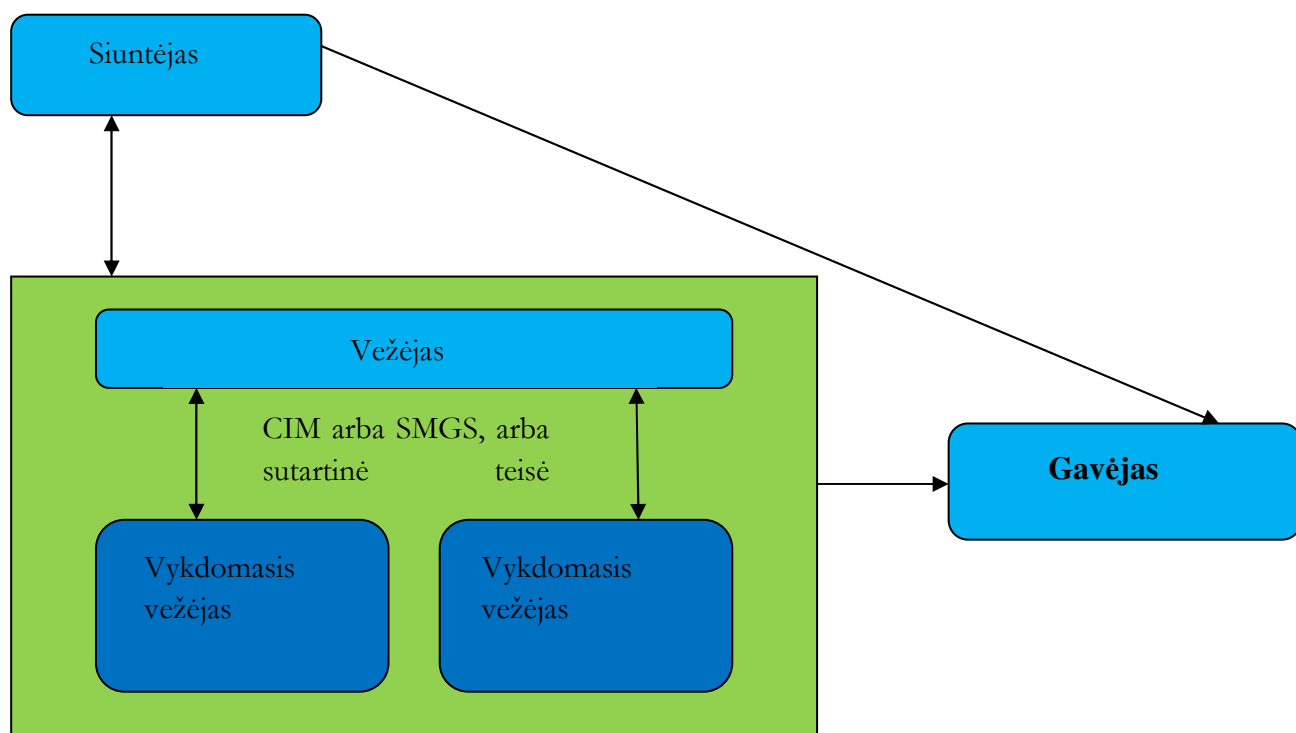 Siuntėjas
Vežėjas
CIM arba SMGS, arba
sutartinė teisė
Gavėjas
Vykdomasis
vežėjas
Vykdomasis
vežėjas